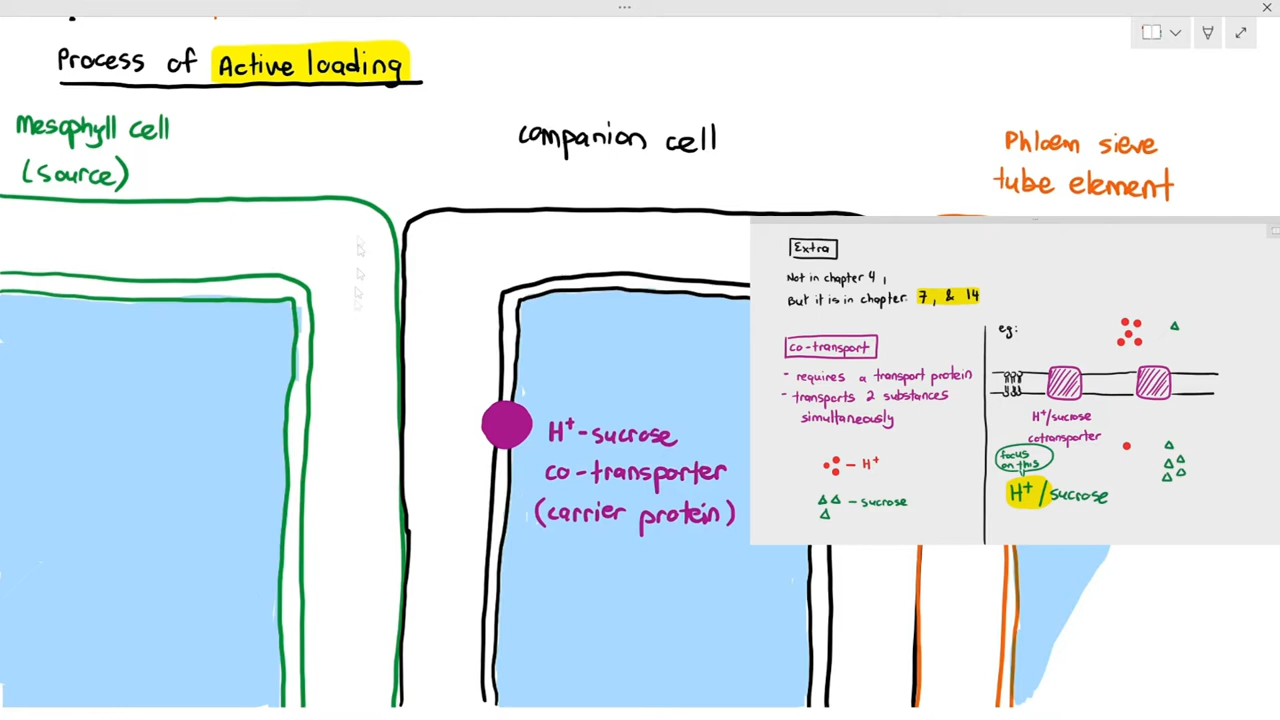 Process of Active loading
Mesophyll cell
(source)
companion cell
Phloem sieve
tube element
H⁺-sucrose
co-transporter
(carrier protein)
Extra
Not in chapter 4,
But it is in chapter 7, & 14
co-transport
- requires a transport protein
- transports 2 substances
simultaneously
- H⁺
- sucrose
eg:
H⁺/sucrose
cotransporter
focus
on this
H⁺/sucrose